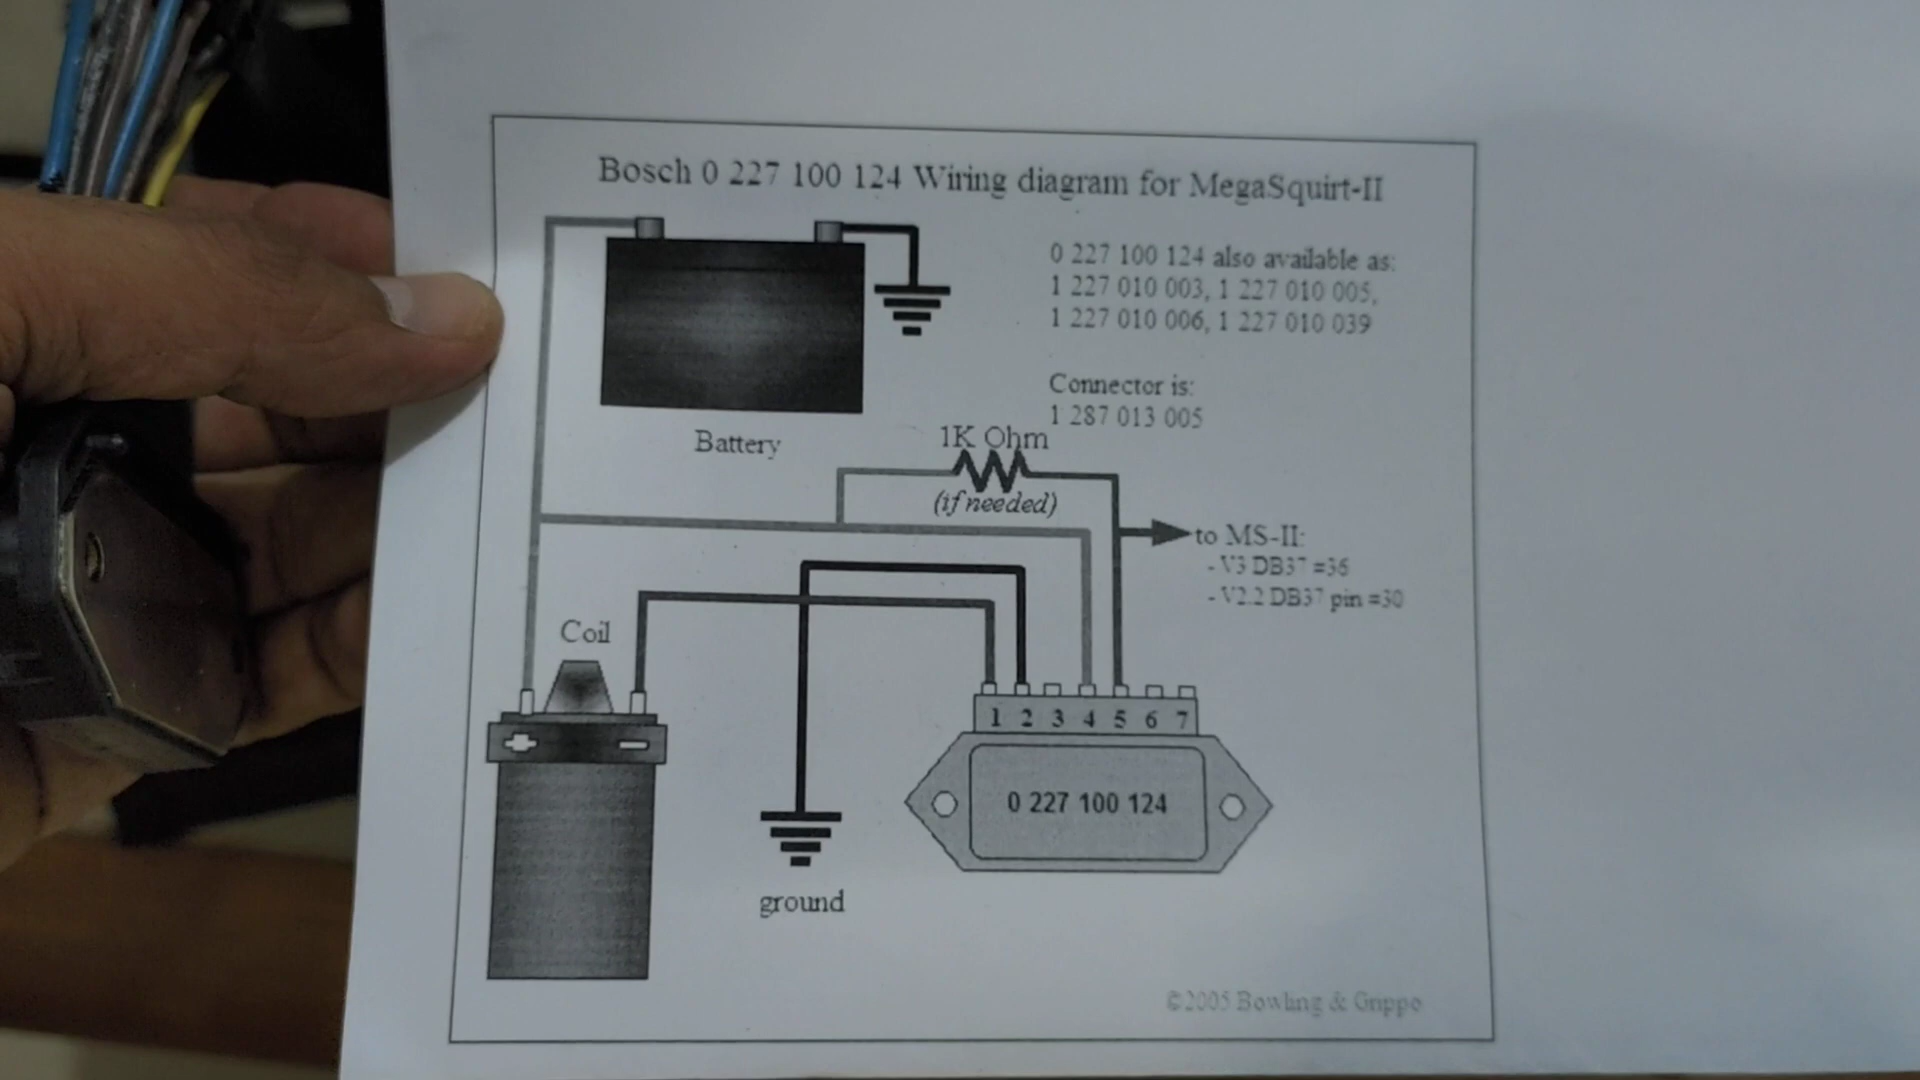 Bosch 0 227 100 124 Wiring diagram for MegaSquirt-II
0 227 100 124 also available as:
1 227 010 003, 1 227 010 005,
1 227 010 006, 1 227 010 039
Connector is:
1 287 013 005
Battery
1K Ohm
(if needed)
to MS-II:
- V3 DB37 =36
- V2.2 DB37 pin =30
Coil
1 2 3 4 5 6 7
0 227 100 124
ground
©2005 Bowling & Grippo